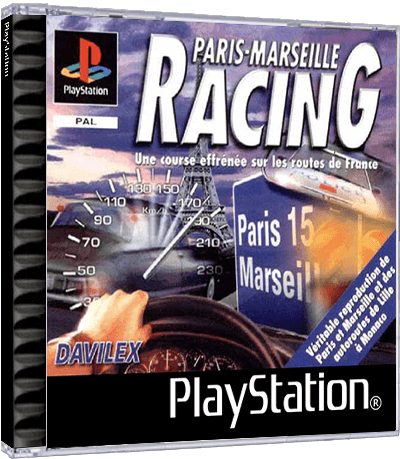 PlayStation
PlayStation
PAL
PARIS-MARSEILLE
RACING
Une course effrénée sur les routes de France
130 150
110
170
90
Km/h
190
70
210
50
230
30
Paris 15
Marseill
Véritable reproduction de
Paris et Marseille et des
autoroutes de Lille
à Monaco
DAVILEX
PlayStation®